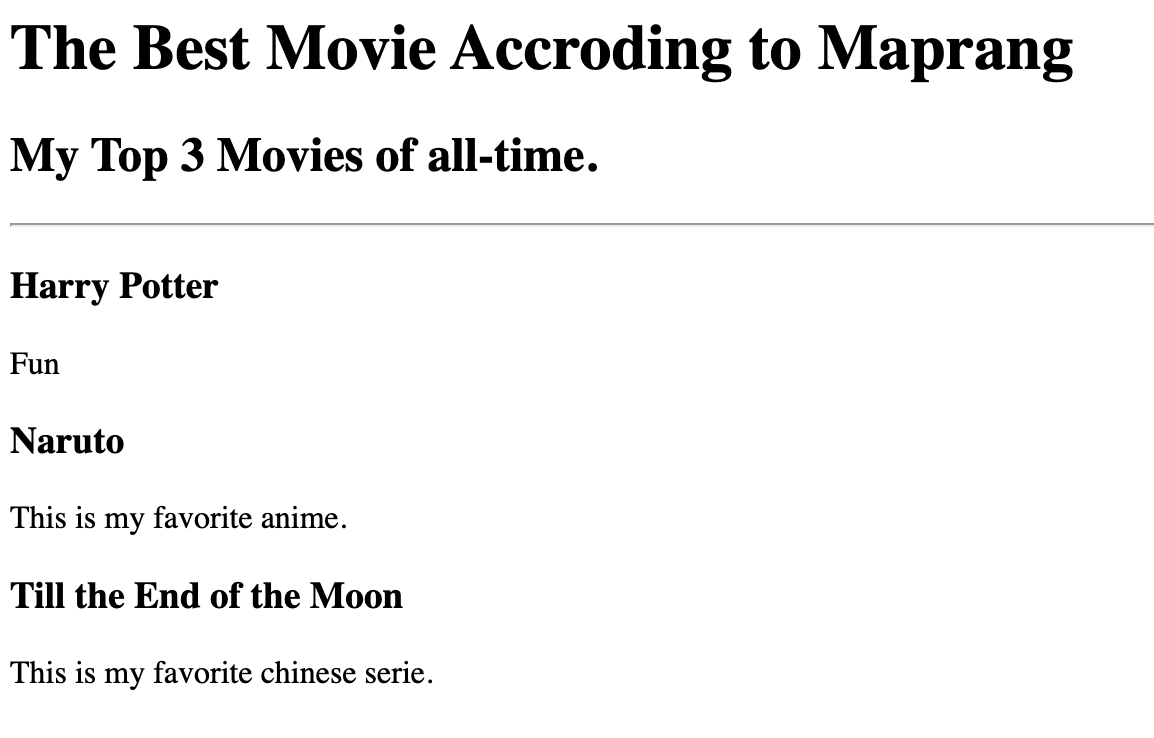 The Best Movie Accroding to Maprang
My Top 3 Movies of all-time.
Harry Potter
Fun
Naruto
This is my favorite anime.
Till the End of the Moon
This is my favorite chinese serie.